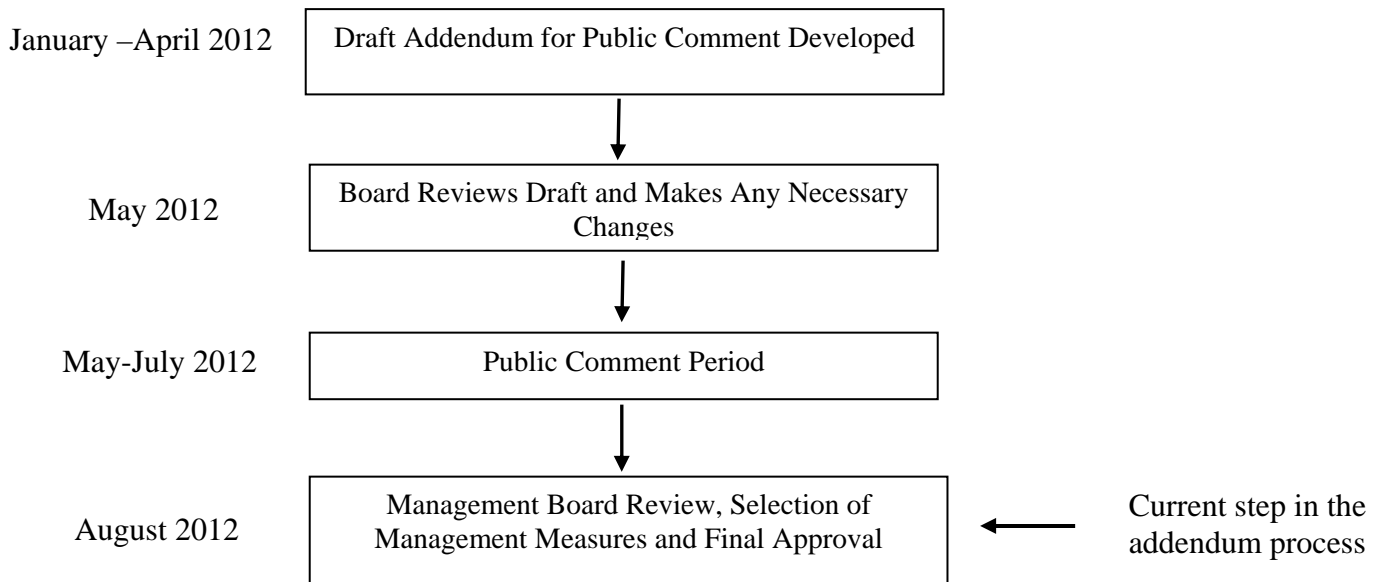 January –April 2012
Draft Addendum for Public Comment Developed
May 2012
Board Reviews Draft and Makes Any Necessary
Changes
May-July 2012
Public Comment Period
August 2012
Management Board Review, Selection of
Management Measures and Final Approval
Current step in the
addendum process